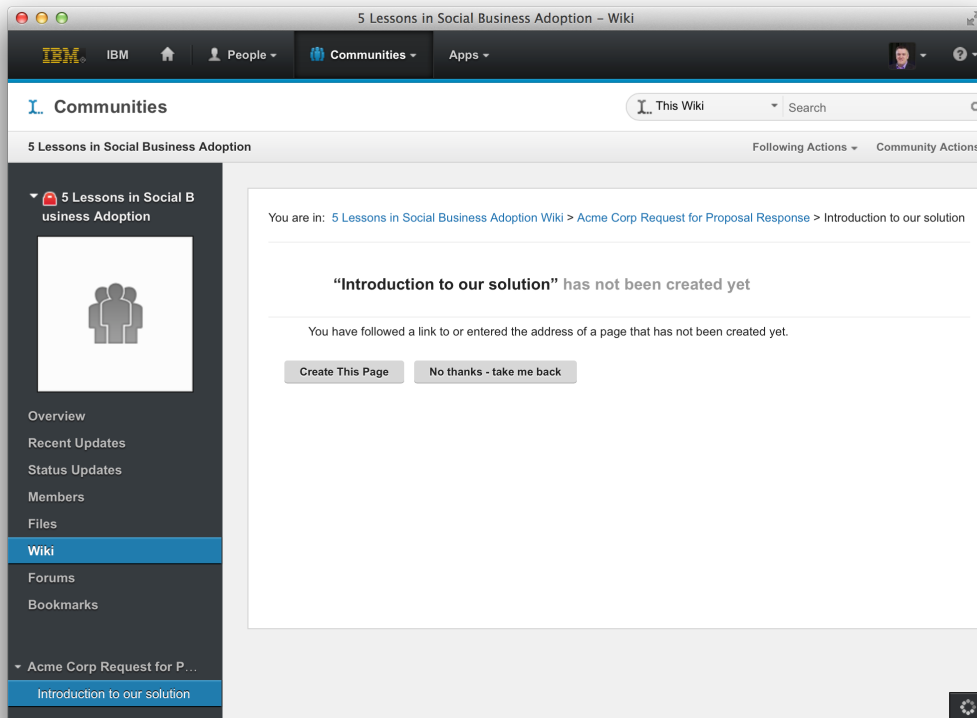 5 Lessons in Social Business Adoption – Wiki
IBM IBM People Communities Apps ?
Communities
This Wiki Search
5 Lessons in Social Business Adoption Following Actions Community Actions
5 Lessons in Social B
usiness Adoption
You are in: 5 Lessons in Social Business Adoption Wiki > Acme Corp Request for Proposal Response > Introduction to our solution
“Introduction to our solution” has not been created yet
You have followed a link to or entered the address of a page that has not been created yet.
Create This Page No thanks - take me back
Overview
Recent Updates
Status Updates
Members
Files
Wiki
Forums
Bookmarks
Acme Corp Request for P...
Introduction to our solution